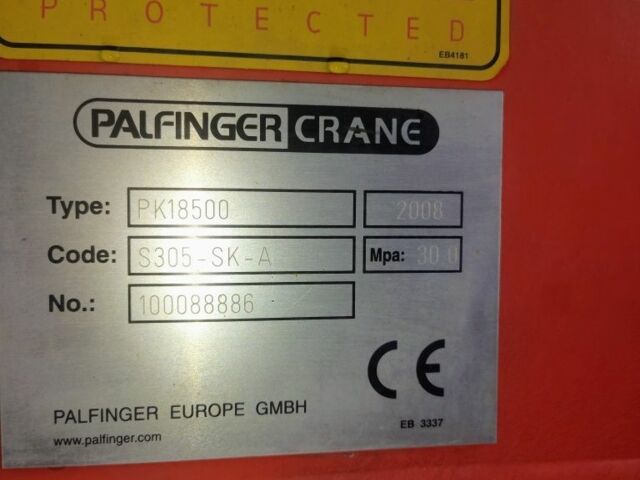 PROTECTED
EB4181
PALFINGER CRANE
Type: PK18500 2008
Code: S305-SK-A Mpa: 30.0
No.: 100088886
PALFINGER EUROPE GMBH
www.palfinger.com
CE
EB 3337